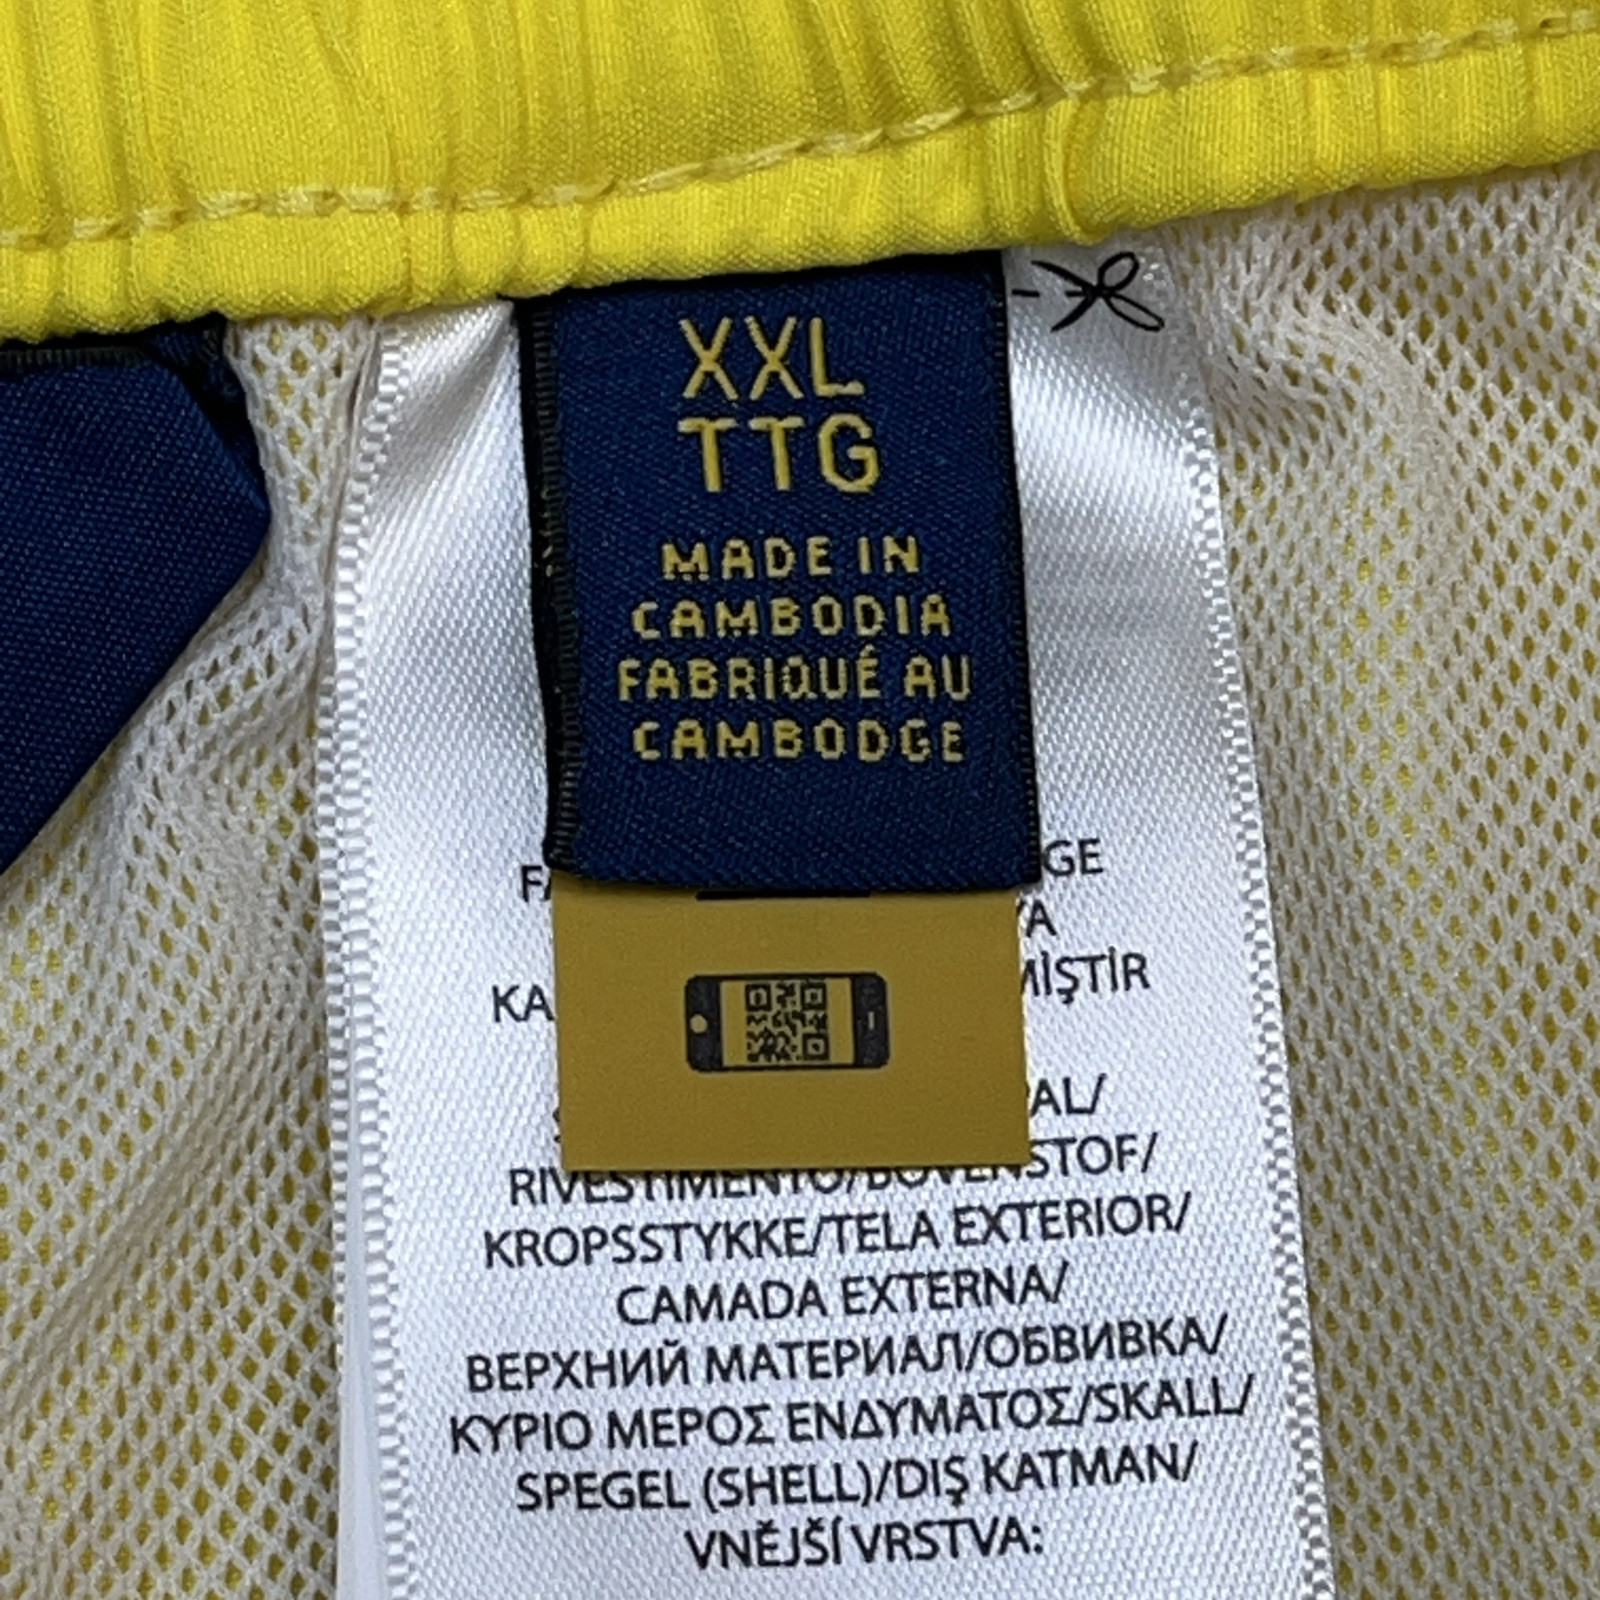 XXL
TTG
MADE IN
CAMBODIA
FABRIQUÉ AU
CAMBODGE
RIVESTIMENTO/BOVENSTOF/
KROPSSTYKKE/TELA EXTERIOR/
CAMADA EXTERNA/
ВЕРХНИЙ МАТЕРИАЛ/ОБВИВКА/
ΚΥΡΙΟ ΜΕΡΟΣ ΕΝΔΥΜΑΤΟΣ/SKALL/
SPEGEL (SHELL)/DIŞ KATMAN/
VNĚJŠÍ VRSTVA: